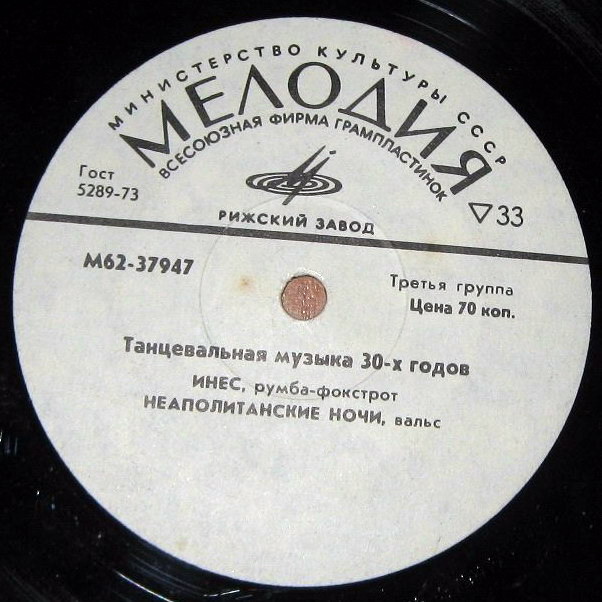 МИНИСТЕРСТВО КУЛЬТУРЫ СССР
МЕЛОДИЯ
ВСЕСОЮЗНАЯ ФИРМА ГРАМПЛАСТИНОК
Гост
5289-73
РИЖСКИЙ ЗАВОД
33
М62-37947
Третья группа
Цена 70 коп.
Танцевальная музыка 30-х годов
ИНЕС, румба-фокстрот
НЕАПОЛИТАНСКИЕ НОЧИ, вальс